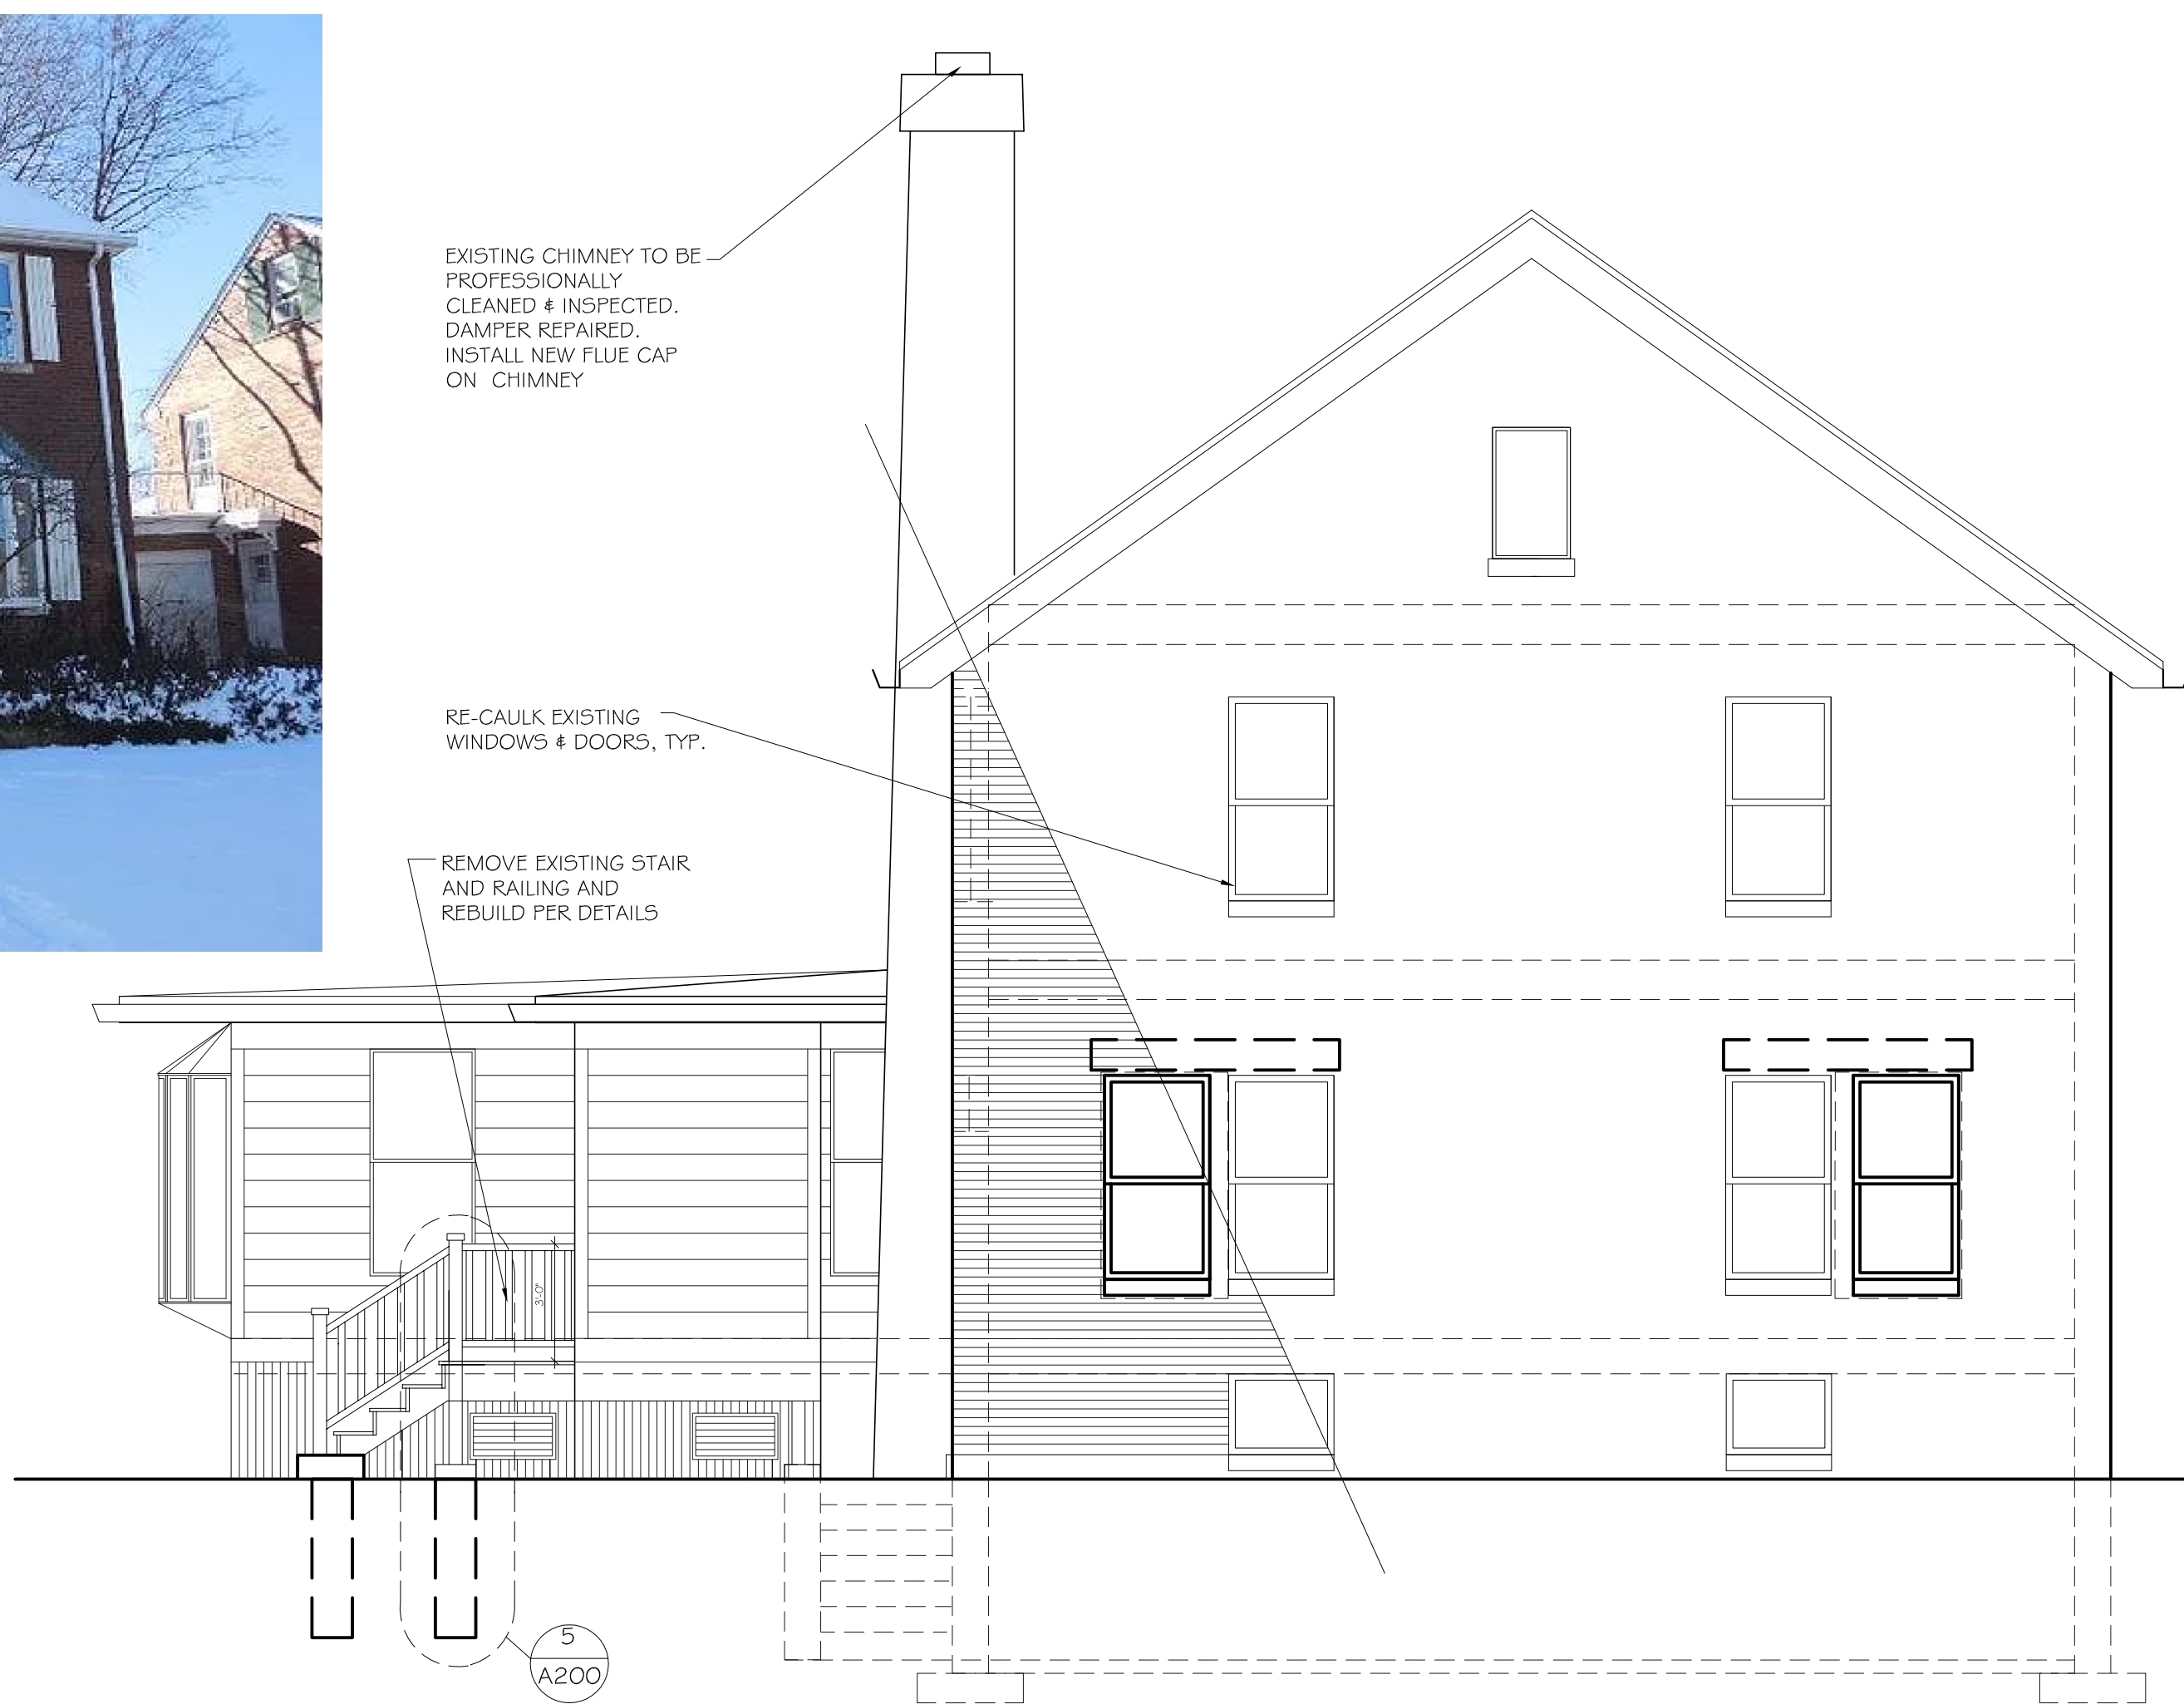 EXISTING CHIMNEY TO BE
PROFESSIONALLY
CLEANED & INSPECTED.
DAMPER REPAIRED.
INSTALL NEW FLUE CAP
ON CHIMNEY
RE-CAULK EXISTING
WINDOWS & DOORS, TYP.
REMOVE EXISTING STAIR
AND RAILING AND
REBUILD PER DETAILS
3'-0"
5
A200